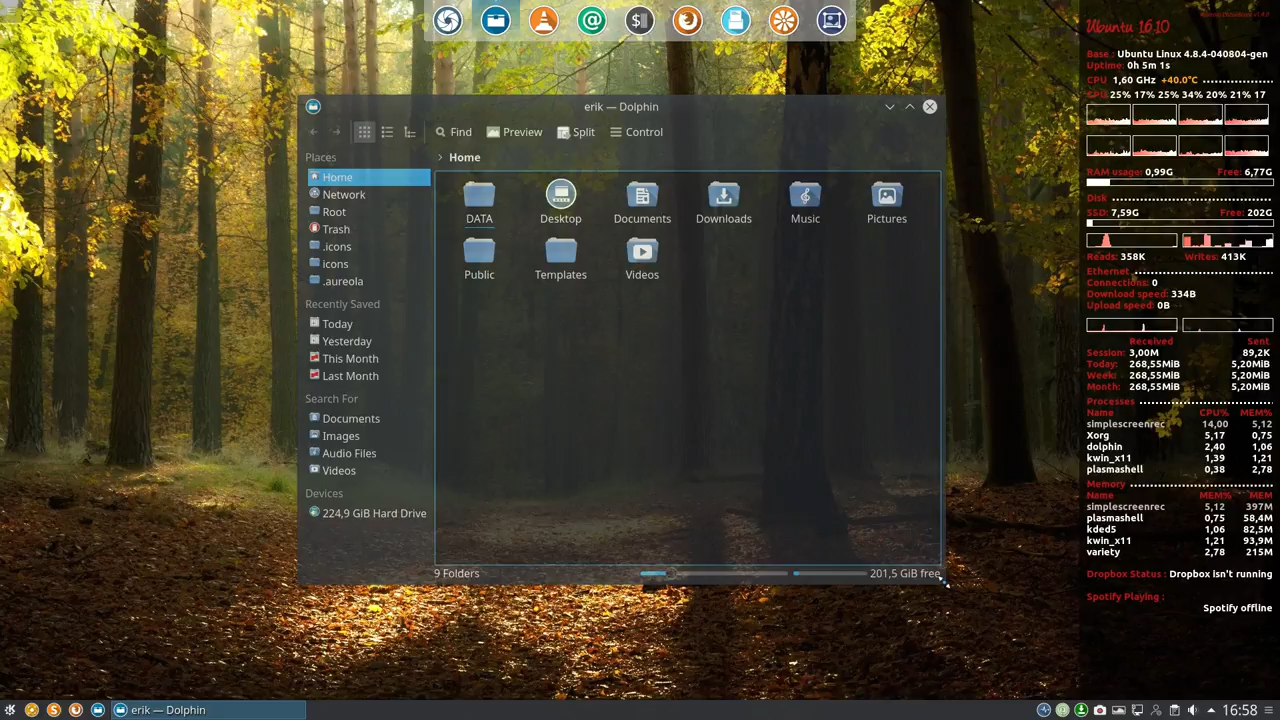 erik — Dolphin
Find
Preview
Split
Control
Places
Home
Network
Root
Trash
.icons
icons
.aureola
Recently Saved
Today
Yesterday
This Month
Last Month
Search For
Documents
Images
Audio Files
Videos
Devices
224,9 GiB Hard Drive
Home
DATA
Desktop
Documents
Downloads
Music
Pictures
Public
Templates
Videos
9 Folders
201,5 GiB free
Ubuntu 16.10
Base : Ubuntu Linux 4.8.4-040804-gen
Uptime: 0h 5m 1s
CPU 1,60 GHz +40.0°C
CPU: 25% 17% 25% 34% 20% 21% 17
RAM usage: 0,99G Free: 6,77G
Disk
SSD: 7,59G Free: 202G
Reads: 358K Writes: 413K
Ethernet
Connections: 0
Download speed: 334B
Upload speed: 0B
Received Sent
Session: 3,00M 89,2K
Today: 268,55MiB 5,20MiB
Week: 268,55MiB 5,20MiB
Month: 268,55MiB 5,20MiB
Processes
Name CPU% MEM%
simplescreenrec 14,00 5,12
Xorg 5,17 0,75
dolphin 2,40 1,06
kwin_x11 1,39 1,21
plasmashell 0,38 2,78
Memory
Name MEM% MEM
simplescreenrec 5,12 397M
plasmashell 0,75 58,4M
kded5 1,06 82,5M
kwin_x11 1,21 93,9M
variety 2,78 215M
Dropbox Status : Dropbox isn't running
Spotify Playing :
Spotify offline
erik — Dolphin
16:58